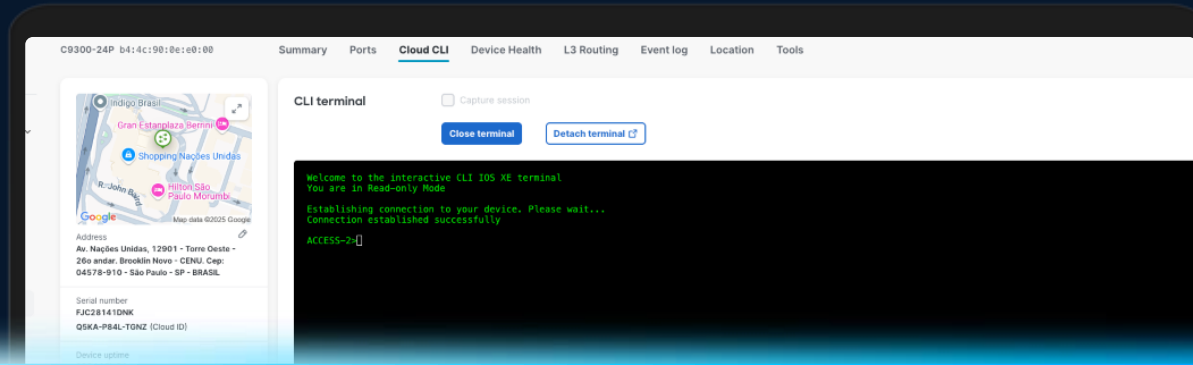 C9300-24P b4:4c:90:0e:e0:00
Summary Ports Cloud CLI Device Health L3 Routing Event log Location Tools
Indigo Brasil
Gran Estanplaza Berrini
Shopping Nações Unidas
R. John Baird
Hilton São
Paulo Morumbi
Google
Map data ©2025 Google
Address
Av. Nações Unidas, 12901 - Torre Oeste -
26o andar. Brooklin Novo - CENU. Cep:
04578-910 - São Paulo - SP - BRASIL
Serial number
FJC28141DNK
Q5KA-P84L-TGNZ (Cloud ID)
Device uptime
CLI terminal
Capture session
Close terminal
Detach terminal
Welcome to the interactive CLI IOS XE terminal
You are in Read-only Mode
Establishing connection to your device. Please wait...
Connection established successfully
ACCESS-2>